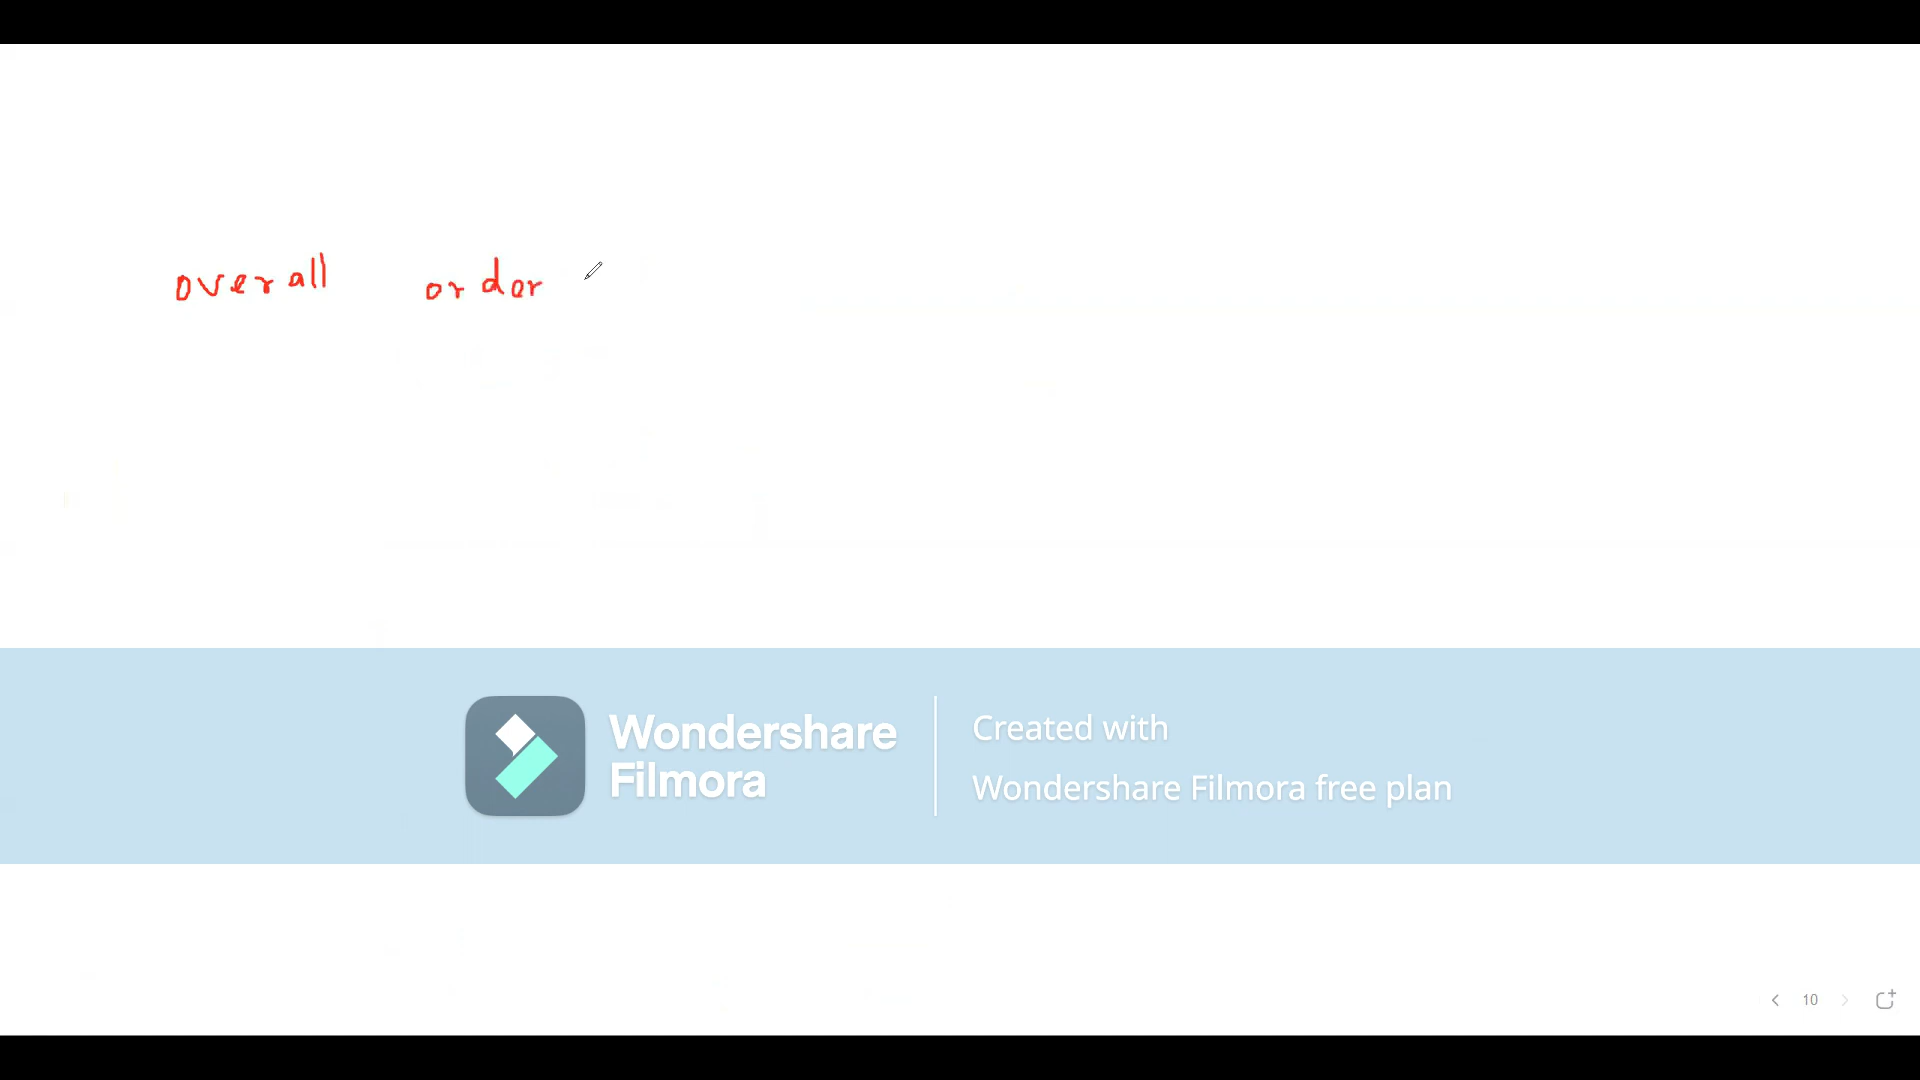 overall order
Wondershare
Filmora
Created with
Wondershare Filmora free plan
10